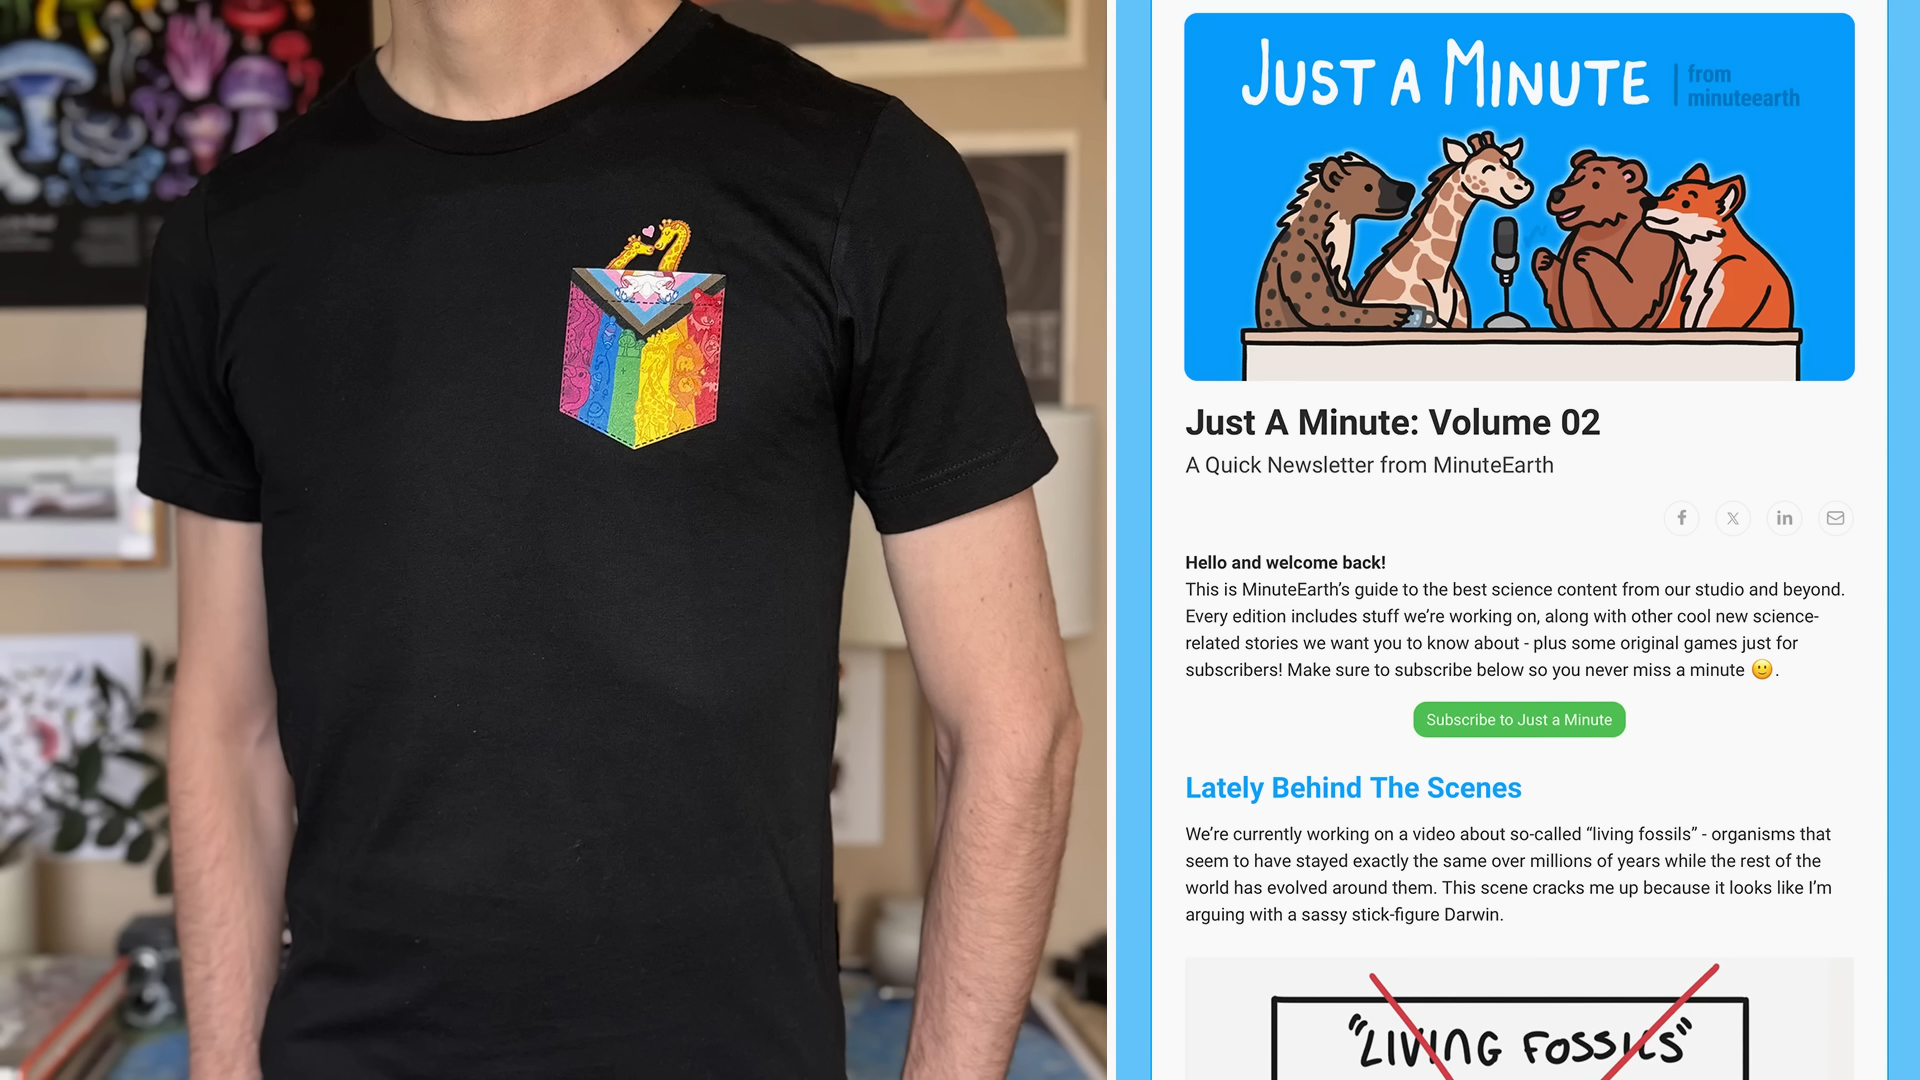 JUST A MINUTE
from
minuteearth
Just A Minute: Volume 02
A Quick Newsletter from MinuteEarth
Hello and welcome back!
This is MinuteEarth’s guide to the best science content from our studio and beyond.
Every edition includes stuff we’re working on, along with other cool new science-
related stories we want you to know about - plus some original games just for
subscribers! Make sure to subscribe below so you never miss a minute 🙂.
Subscribe to Just a Minute
Lately Behind The Scenes
We’re currently working on a video about so-called “living fossils” - organisms that
seem to have stayed exactly the same over millions of years while the rest of the
world has evolved around them. This scene cracks me up because it looks like I’m
arguing with a sassy stick-figure Darwin.
"LIVING FOSSILS"